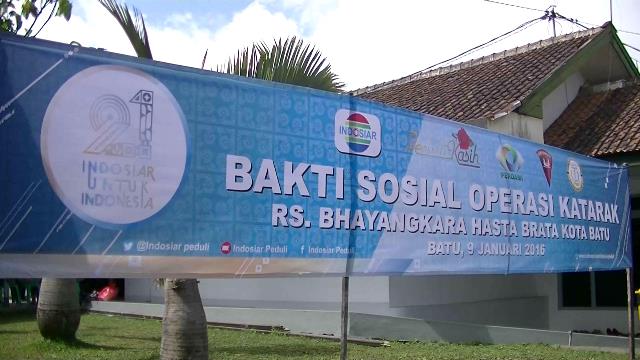 21
INDOSIAR
UNTUK
INDONESIA
INDOSIAR
Kasih
PERDAMI
BAKTI SOSIAL OPERASI KATARAK
RS. BHAYANGKARA HASTA BRATA KOTA BATU
BATU, 9 JANUARI 2016
@Indosiar peduli
Indosiar Peduli
Indosiar peduli